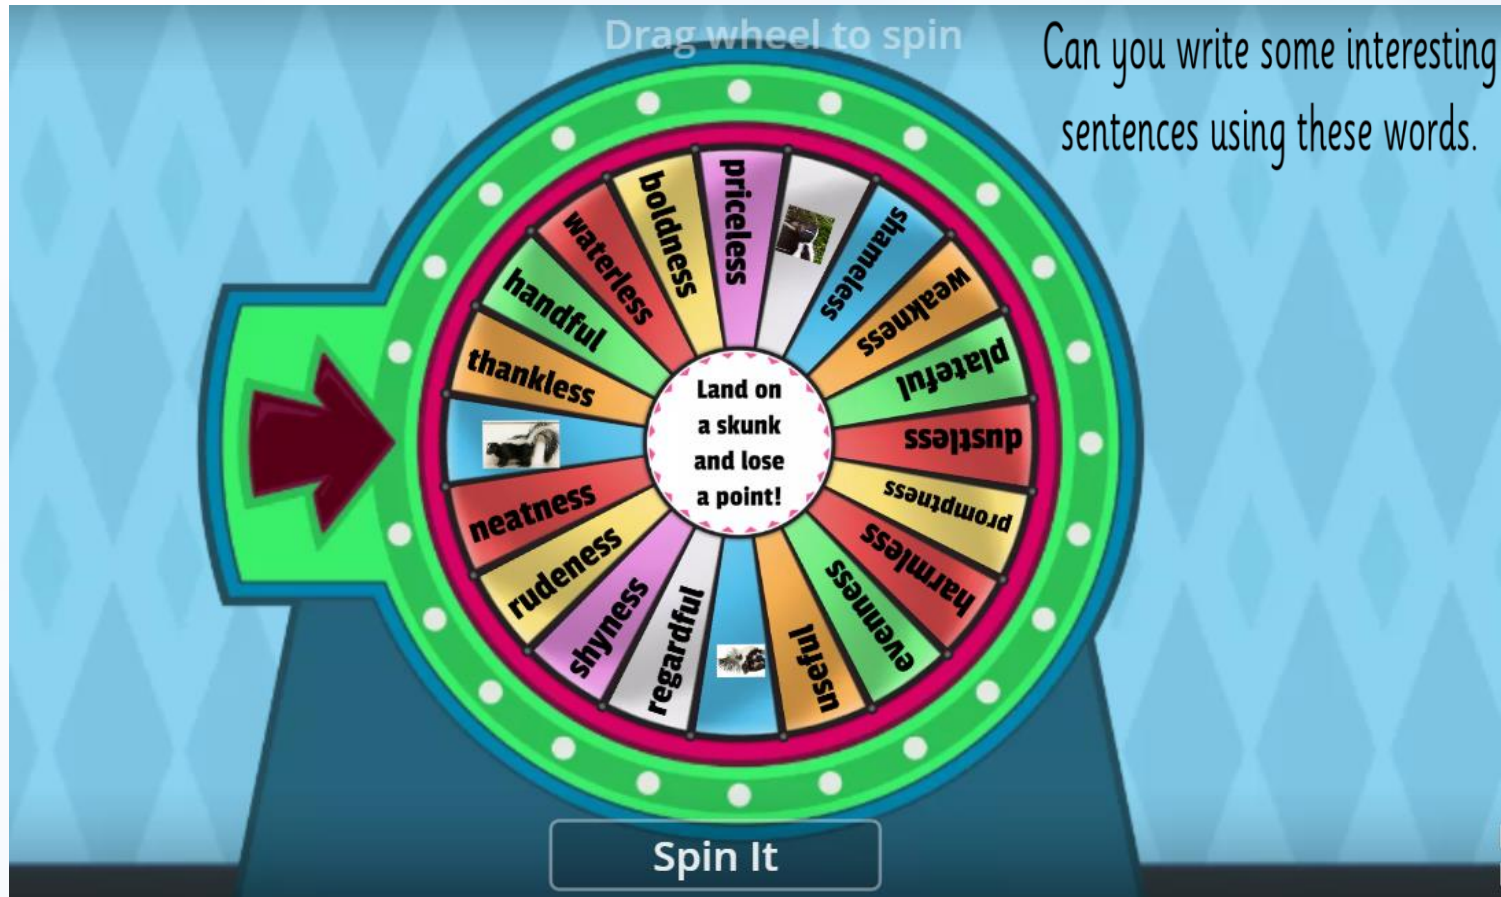 Drag wheel to spin
Can you write some interesting
sentences using these words.
priceless
shameless
weakness
plateful
dustless
promptness
harmless
evenness
useful
regardful
shyness
rudeness
neatness
thankless
handful
waterless
boldness
Land on
a skunk
and lose
a point!
Spin It